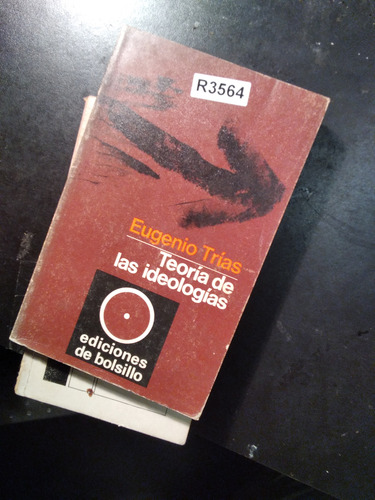 R3564
Eugenio Trías
Teoría de
las ideologías
ediciones
de bolsillo